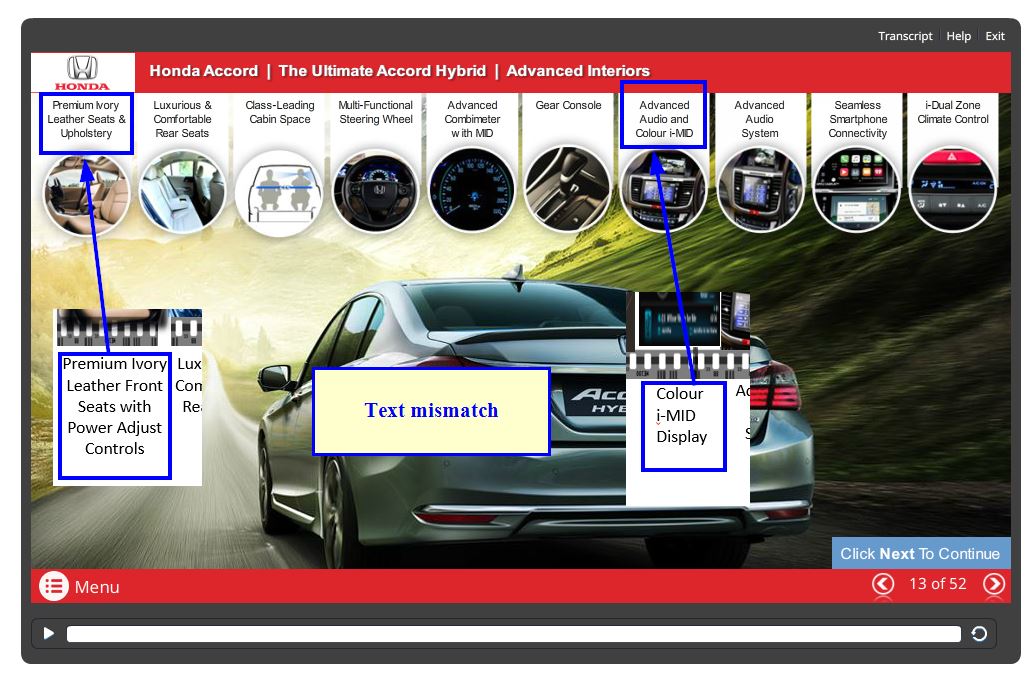 Transcript Help Exit
HONDA
Honda Accord | The Ultimate Accord Hybrid | Advanced Interiors
Premium Ivory
Leather Seats &
Upholstery
Luxurious &
Comfortable
Rear Seats
Class-Leading
Cabin Space
Multi-Functional
Steering Wheel
Advanced
Combimeter
with MID
Gear Console
Advanced
Audio and
Colour i-MID
Advanced
Audio
System
Seamless
Smartphone
Connectivity
i-Dual Zone
Climate Control
Premium Ivory
Leather Front
Seats with
Power Adjust
Controls
Lux
Com
Re
Text mismatch
Colour
i-MID
Display
Acc
HYB
Click Next To Continue
Menu
13 of 52